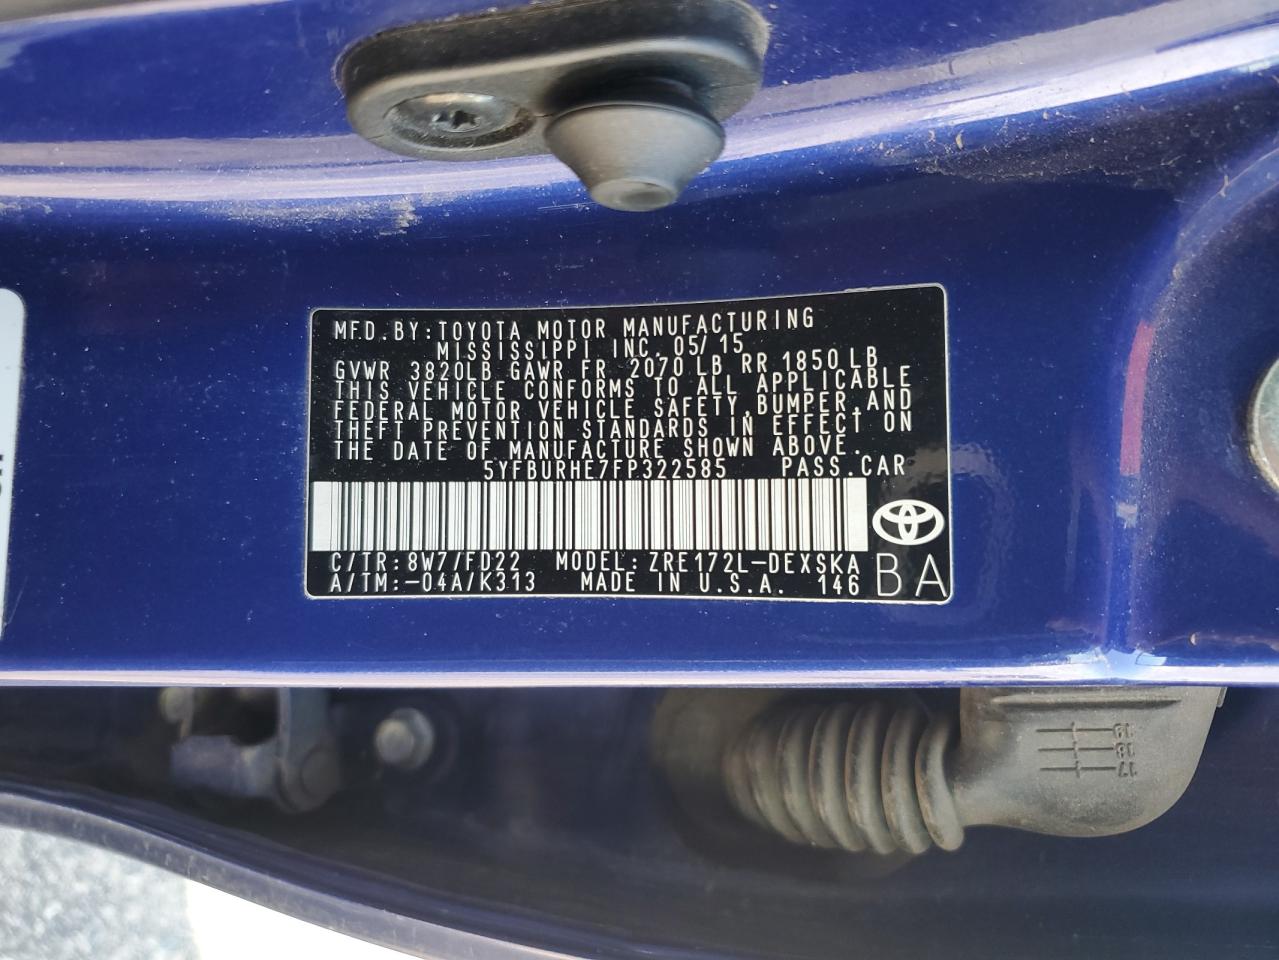 MFD.BY:TOYOTA MOTOR MANUFACTURING
MISSISSIPPI INC. 05/15
GVWR 3820LB GAWR FR 2070 LB RR 1850 LB
THIS VEHICLE CONFORMS TO ALL APPLICABLE
FEDERAL MOTOR VEHICLE SAFETY,BUMPER,AND
THEFT PREVENTION STANDARDS IN EFFECT ON
THE DATE OF MANUFACTURE SHOWN ABOVE.
5YFBURHE7FP322585 PASS.CAR
C/TR:8W7/FD22 MODEL:ZRE172L-DEXSKA
A/TM:-04A/K313 MADE IN U.S.A. 146
BA
19
18
17